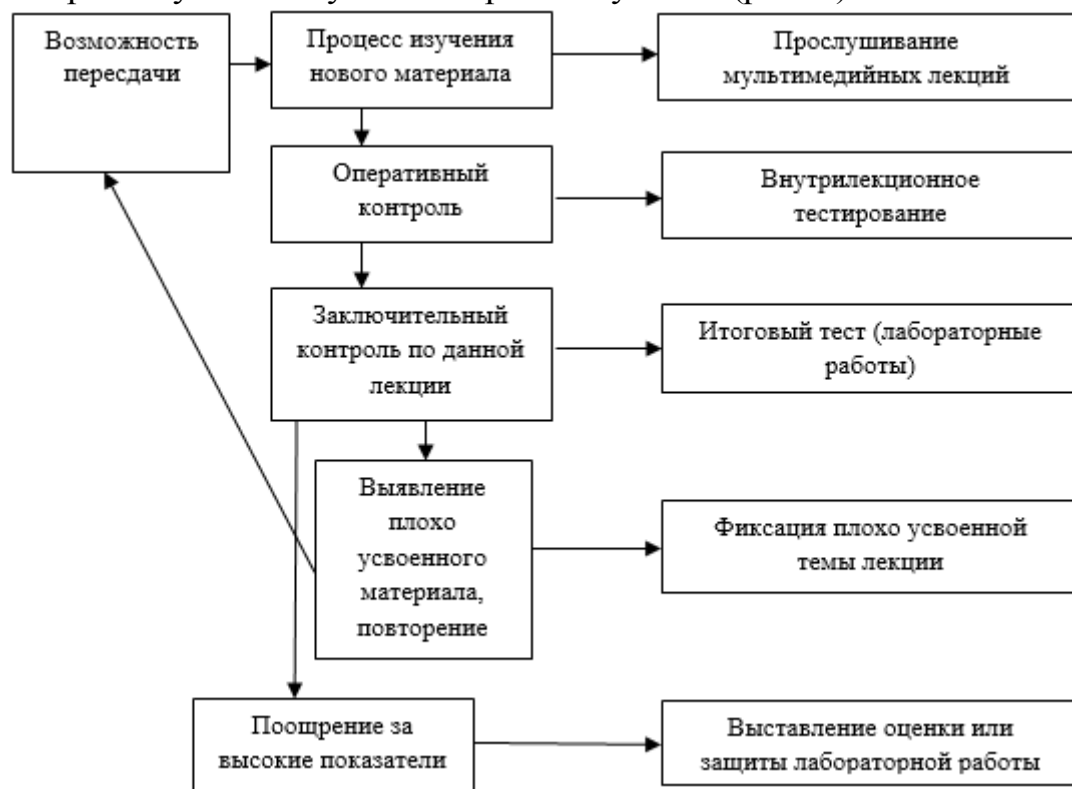 Возможность
пересдачи
Процесс изучения
нового материала
Прослушивание
мультимедийных лекций
Оперативный
контроль
Внутрилекционное
тестирование
Заключительный
контроль по данной
лекции
Итоговый тест (лабораторные
работы)
Выявление
плохо
усвоенного
материала,
повторение
Фиксация плохо усвоенной
темы лекции
Поощрение за
высокие показатели
Выставление оценки или
защиты лабораторной работы